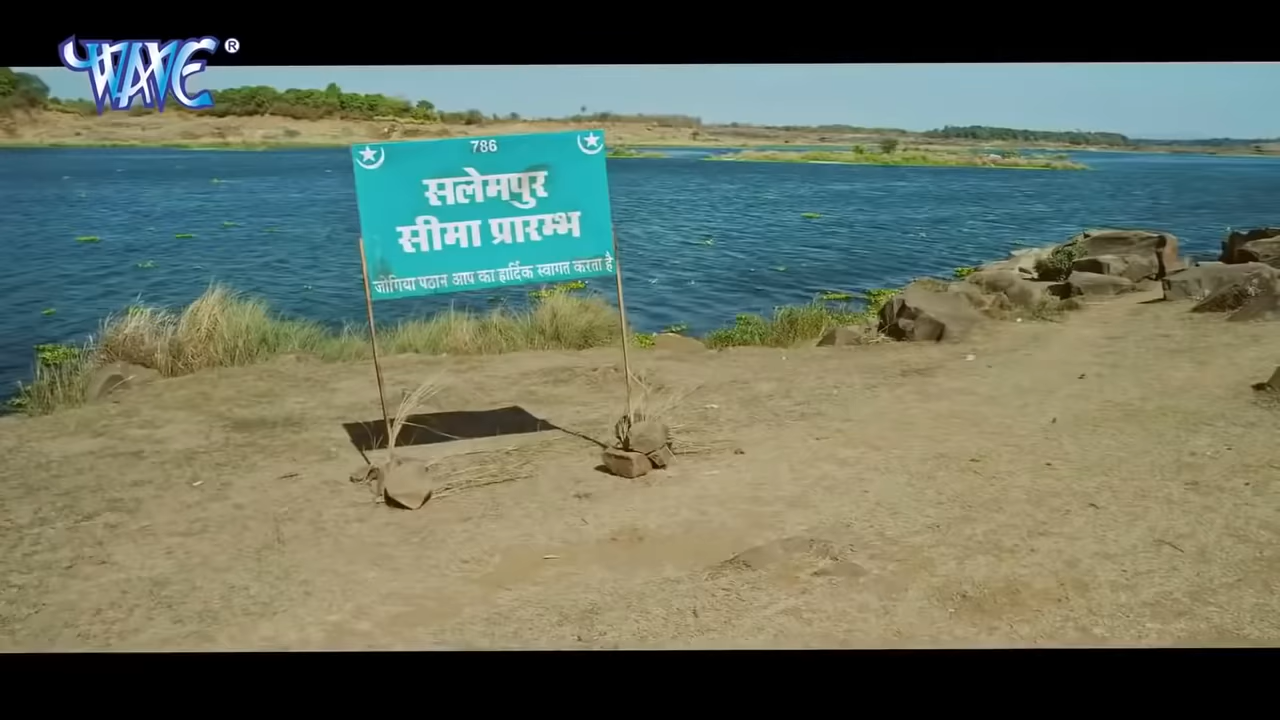 WAVE ®
786
सलेमपुर
सीमा प्रारम्भ
जोगिया पठान आप का हार्दिक स्वागत करता है